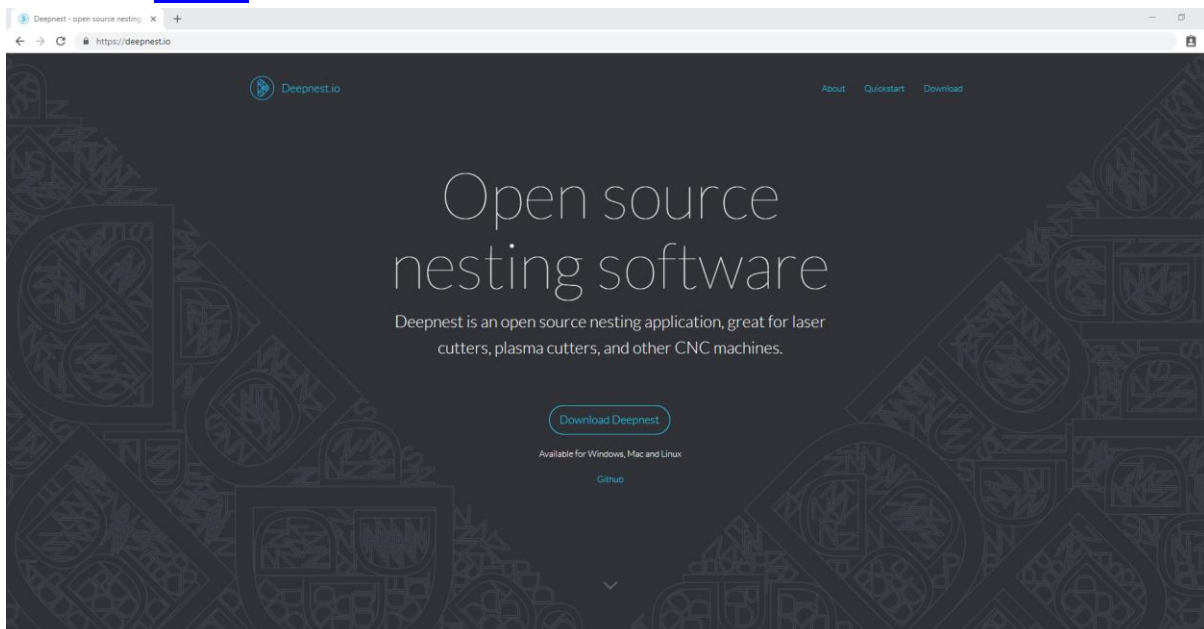 Deepnest - open source nesting
https://deepnest.io
Deepnest.io
About Quickstart Download
Open source
nesting software
Deepnest is an open source nesting application, great for laser
cutters, plasma cutters, and other CNC machines.
Download Deepnest
Available for Windows, Mac and Linux
Github